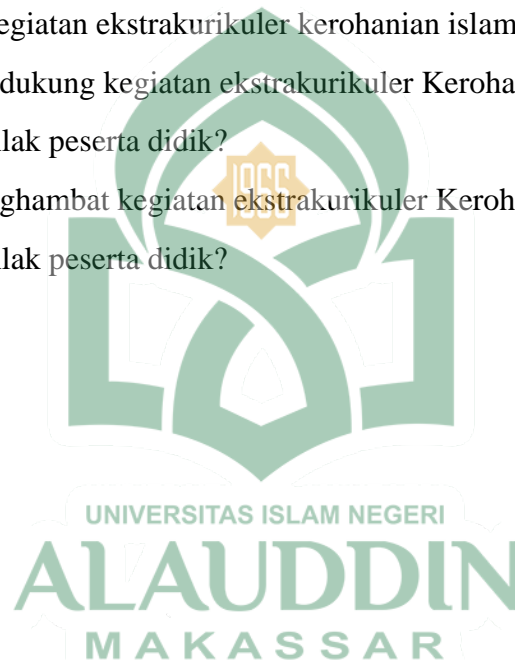 egiatan ekstrakurikuler kerohanian islam
dukung kegiatan ekstrakurikuler Keroha
lak peserta didik?
1966
ghambat kegiatan ekstrakurikuler Keroh
lak peserta didik?
UNIVERSITAS ISLAM NEGERI
ALAUDDIN
MAKASSAR